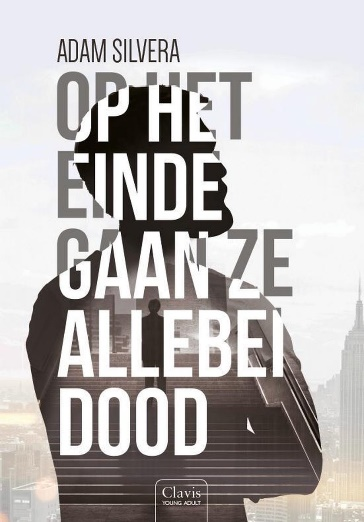 ADAM SILVERA
OP HET
EINDE
GAAN ZE
ALLEBEI
DOOD
Clavis
YOUNG ADULT